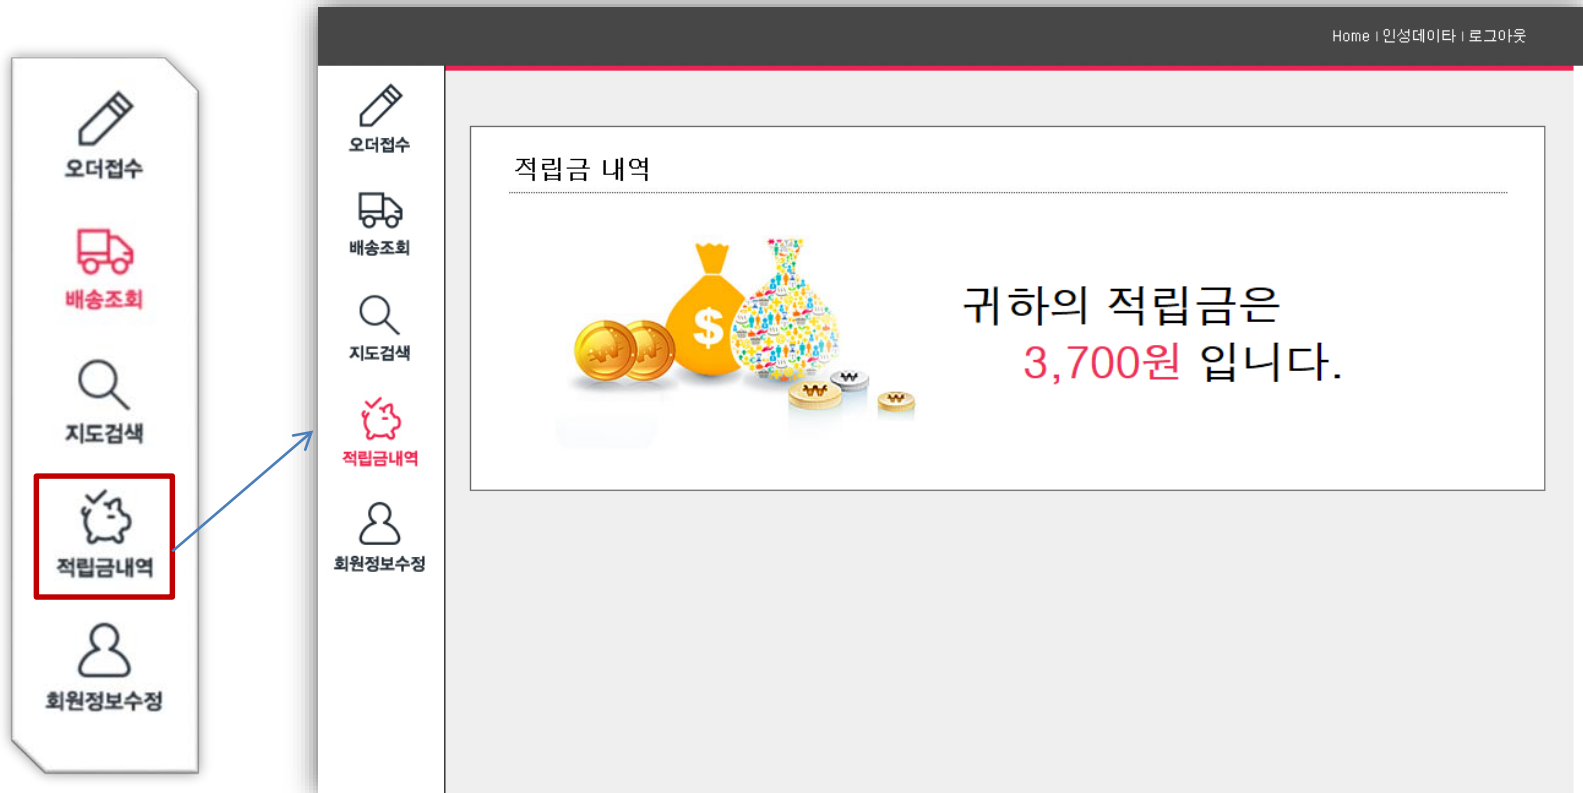 오더접수
배송조회
지도검색
적립금내역
회원정보수정
Home | 인성데이타 | 로그아웃
오더접수
배송조회
지도검색
적립금내역
회원정보수정
적립금 내역
$
귀하의 적립금은
3,700원 입니다.